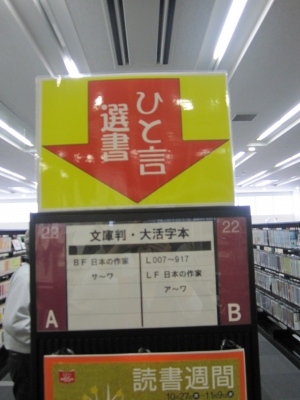 ひと言
選書
22
文庫判・大活字本
22
BF 日本の作家
サ～ワ
L007～917
LF 日本の作家
ア～ワ
A
B
読書週間